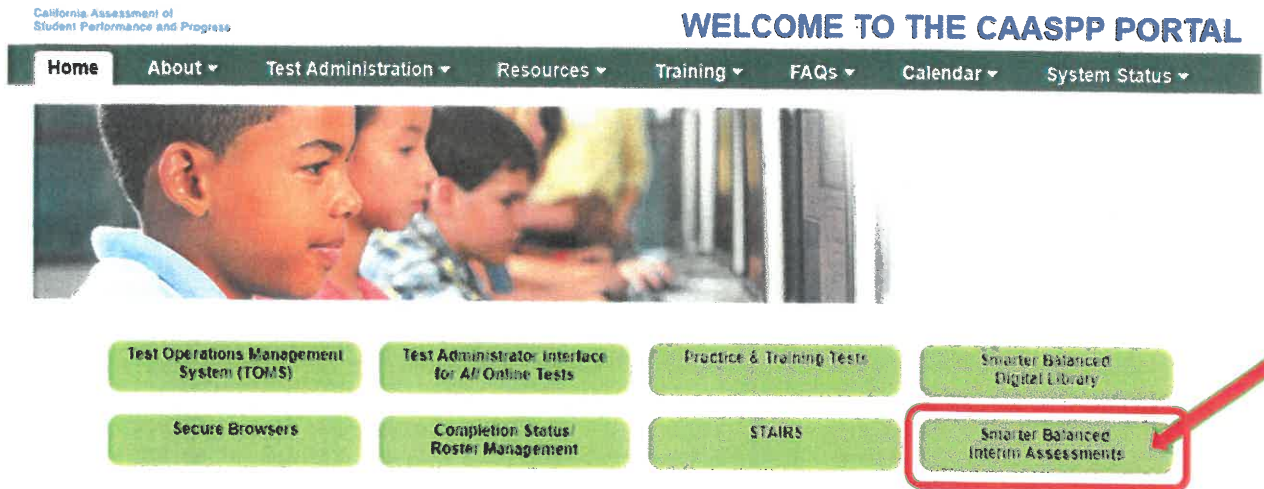 California Assessment of
Student Performance and Progress
WELCOME TO THE CAASPP PORTAL
Home About Test Administration Resources Training FAQs Calendar System Status
Test Operations Management
System (TOMS)
Test Administrator Interface
for All Online Tests
Practice & Training Tests
Smarter Balanced
Digital Library
Secure Browsers
Completion Status/
Roster Management
STAIRS
Smarter Balanced
Interim Assessments